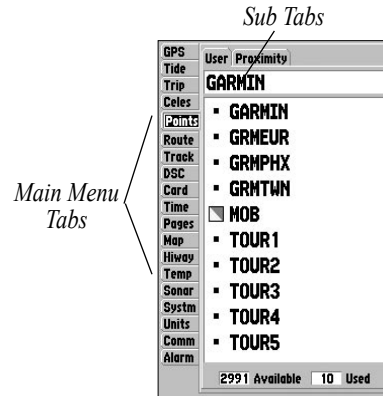 Sub Tabs
GPS
Tide
Trip
Celes
Points
Route
Track
DSC
Card
Time
Pages
Map
Hiway
Temp
Sonar
Systm
Units
Comm
Alarm
Main Menu
Tabs
User Proximity
GARMIN
GARMIN
GRMEUR
GRMPHX
GRMTWN
MOB
TOUR1
TOUR2
TOUR3
TOUR4
TOUR5
2991 Available 10 Used